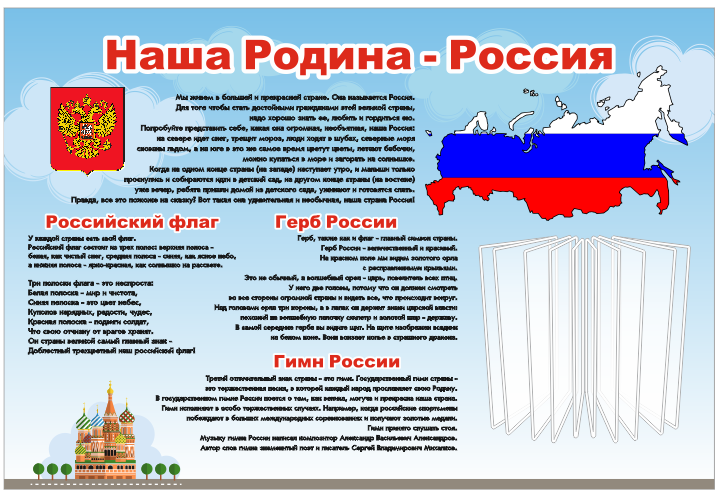 Наша Родина - Россия
Мы живем в большой и прекрасной стране. Она называется Россия.
Для того чтобы стать достойными гражданами этой великой страны,
надо хорошо знать ее, любить и гордиться ею.
Попробуйте представить себе, какая она огромная, необъятная, наша Россия:
на севере идет снег, трещит мороз, люди ходят в шубах, северные моря
скованы льдом, а на юге в это же самое время цветут цветы, летают бабочки,
можно купаться в море и загорать на солнышке.
Когда на одном конце страны (на западе) наступает утро, и малыши только
проснулись и собираются идти в детский сад, на другом конце страны (на востоке)
уже вечер, ребята пришли домой из детского сада, ужинают и готовятся спать.
Правда, все это похоже на сказку? Вот такая она удивительная и необычная, наша страна Россия!
Российский флаг
У каждой страны есть свой флаг.
Российский флаг состоит из трех полос: верхняя полоса –
белая, как чистый снег, средняя полоса – синяя, как ясное небо,
а нижняя полоса – ярко-красная, как солнышко на рассвете.
Три полоски флага – это неспроста:
Белая полоска – мир и чистота,
Синяя полоска – это цвет небес,
Куполов нарядных, радости, чудес,
Красная полоска – подвиги солдат,
Что свою отчизну от врагов хранят.
Он страны великой самый главный знак –
Доблестный трехцветный наш российский флаг!
Герб России
Герб, также как и флаг – главный символ страны.
Герб России – величественный и красивый.
На красном поле мы видим золотого орла
с расправленными крыльями.
Это не обычный, а волшебный орел – царь, повелитель всех птиц.
У него две головы, потому что он должен смотреть
во все стороны огромной страны и видеть все, что происходит вокруг.
Над головами орла три короны, а в лапах он держит знаки царской власти:
похожий на волшебную палочку скипетр и золотой шар – державу.
В самой середине герба вы видите щит. На щите изображен всадник
на белом коне. Воин вонзает копье в страшного дракона.
Гимн России
Третий отличительный знак страны – это гимн. Государственный гимн страны –
это торжественная песня, в которой каждый народ прославляет свою Родину.
В государственном гимне России поется о том, как велика, могуча и прекрасна наша страна.
Гимн исполняют в особо торжественных случаях. Например, когда российские спортсмены
побеждают в больших международных соревнованиях и получают золотые медали.
Гимн принято слушать стоя.
Музыку гимна России написал композитор Александр Васильевич Александров.
Автор слов гимна знаменитый поэт и писатель Сергей Владимирович Михалков.